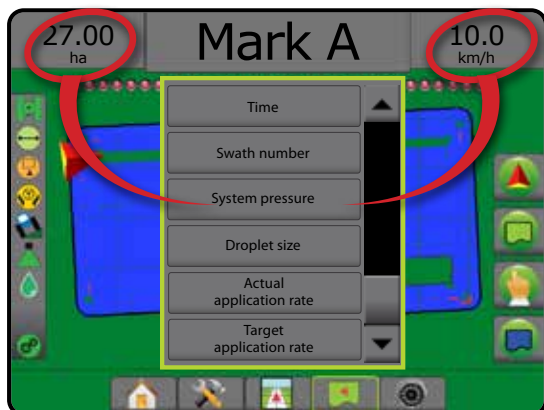 27.00
ha
Mark A
10.0
km/h
Time
Swath number
System pressure
Droplet size
Actual
application rate
Target
application rate